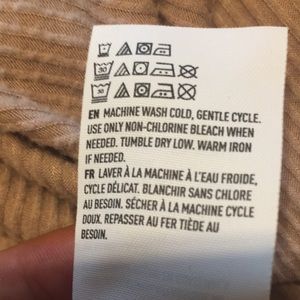 EN MACHINE WASH COLD, GENTLE CYCLE.
USE ONLY NON-CHLORINE BLEACH WHEN
NEEDED. TUMBLE DRY LOW. WARM IRON
IF NEEDED.
FR LAVER À LA MACHINE À L'EAU FROIDE,
CYCLE DÉLICAT. BLANCHIR SANS CHLORE
AU BESOIN. SÉCHER À LA MACHINE CYCLE
DOUX. REPASSER AU FER TIÈDE AU
BESOIN.